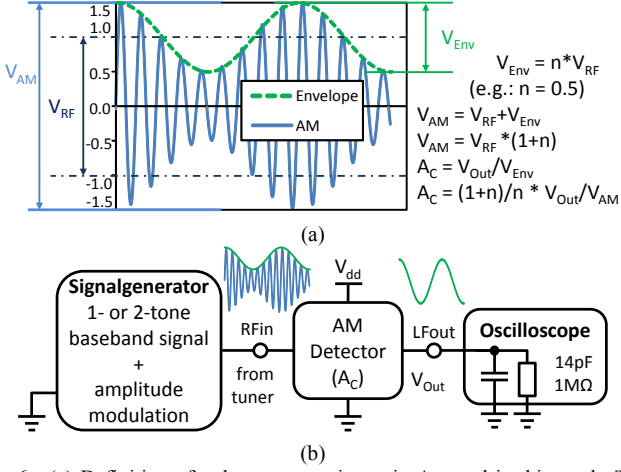 1.5
1.0
0.5
0.0
-0.5
-1.0
-1.5
V_AM
V_RF
V_Env
Envelope
AM
V_Env = n*V_RF
(e.g.: n = 0.5)
V_AM = V_RF+V_Env
V_AM = V_RF *(1+n)
A_C = V_Out/V_Env
A_C = (1+n)/n * V_Out/V_AM
(a)
Signalgenerator
1- or 2-tone
baseband signal
+
amplitude
modulation
RFin
from
tuner
V_dd
AM
Detector
(A_C)
LFout
V_Out
Oscilloscope
14pF
1MΩ
(b)